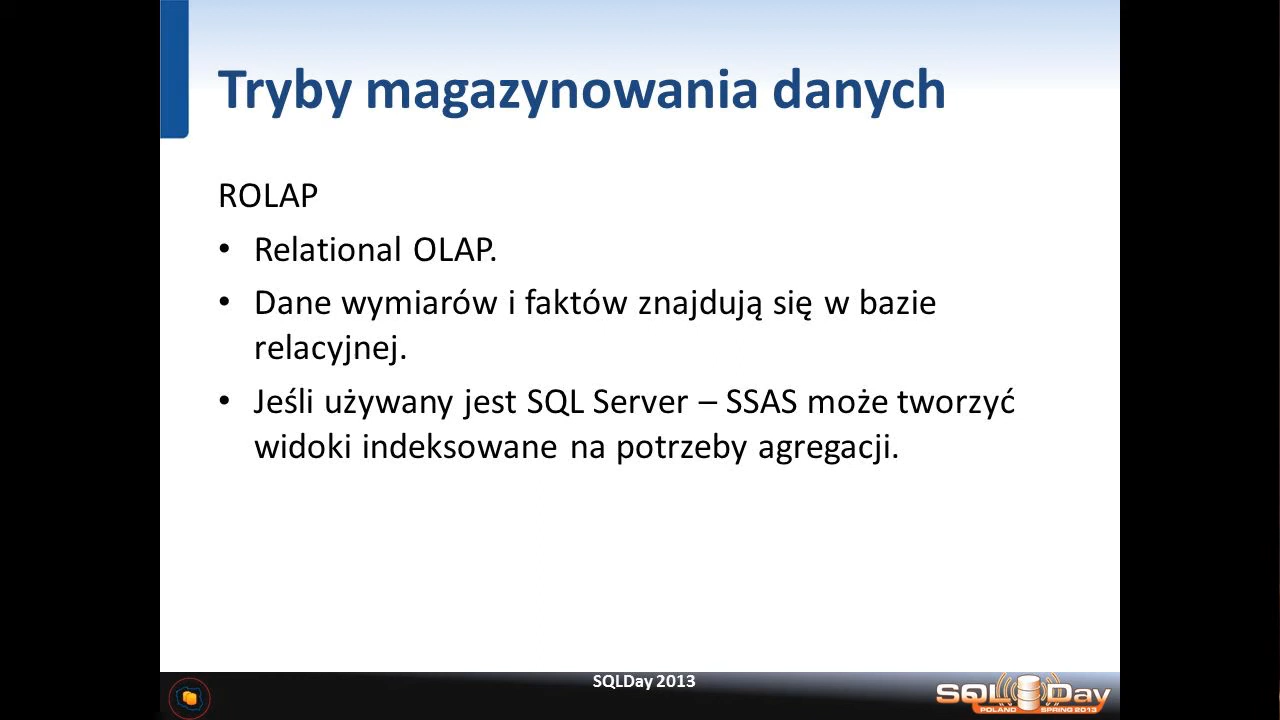 Tryby magazynowania danych
ROLAP
• Relational OLAP.
• Dane wymiarów i faktów znajdują się w bazie
relacyjnej.
• Jeśli używany jest SQL Server – SSAS może tworzyć
widoki indeksowane na potrzeby agregacji.
SQLDay 2013
SQL Day
POLAND SPRING 2013